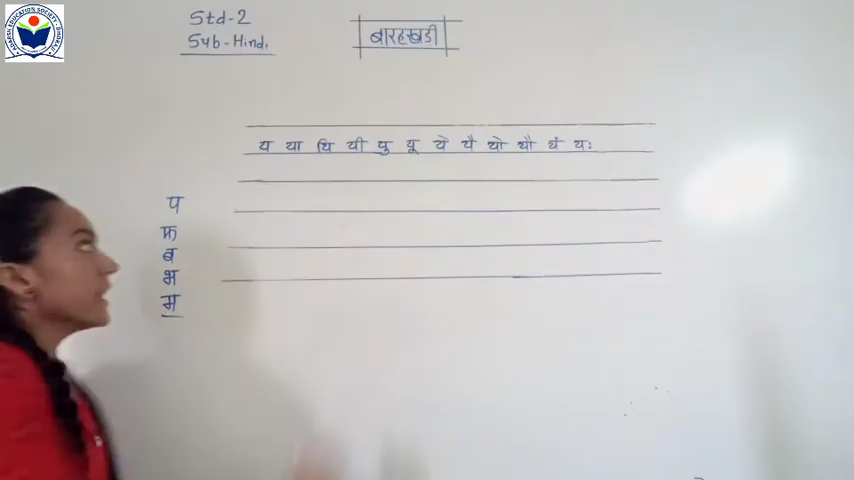 Std-2
Sub-Hindi
बारहखडी
य या यि यी यु यू ये यै यो यौ यं यः
प
फ
ब
भ
म